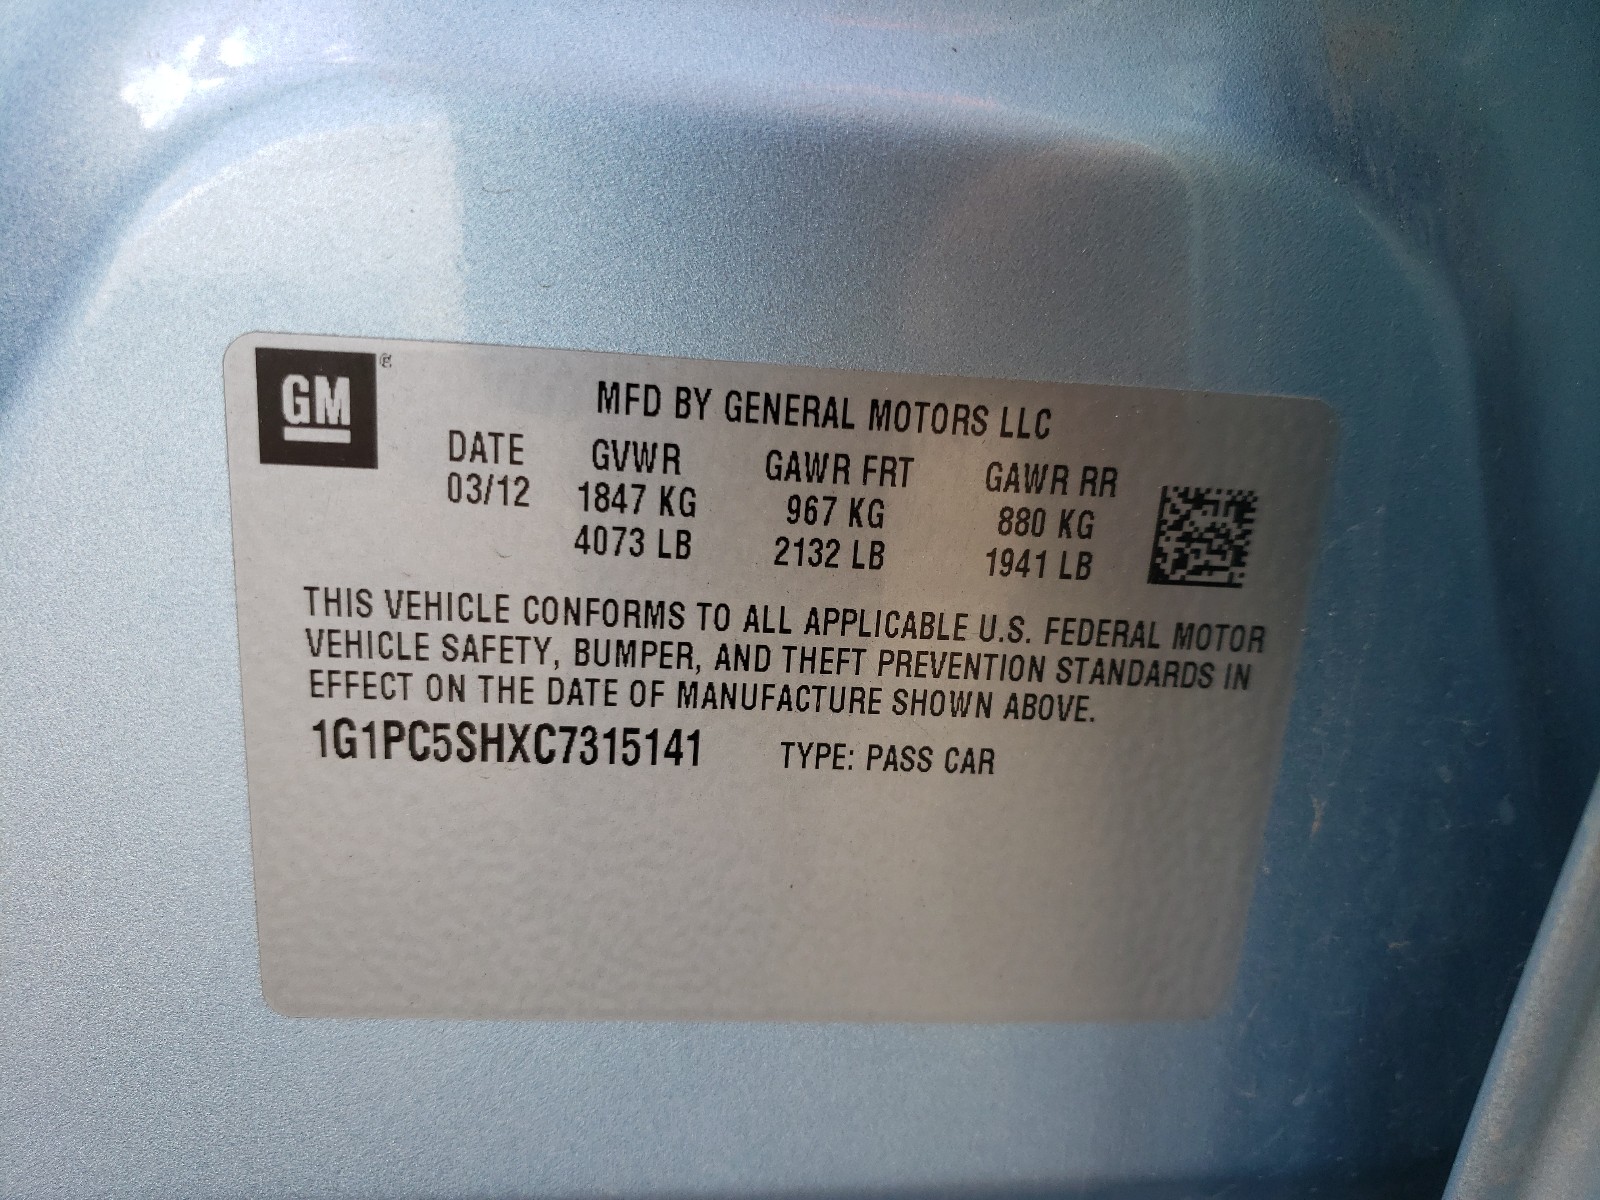 GM
MFD BY GENERAL MOTORS LLC
DATE GVWR GAWR FRT GAWR RR
03/12 1847 KG 967 KG 880 KG
4073 LB 2132 LB 1941 LB
THIS VEHICLE CONFORMS TO ALL APPLICABLE U.S. FEDERAL MOTOR
VEHICLE SAFETY, BUMPER, AND THEFT PREVENTION STANDARDS IN
EFFECT ON THE DATE OF MANUFACTURE SHOWN ABOVE.
1G1PC5SHXC7315141 TYPE: PASS CAR